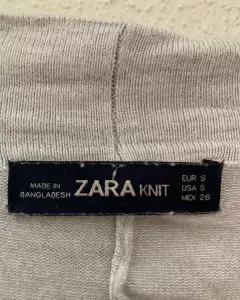 MADE IN
BANGLADESH
ZARA KNIT
EUR S
USA S
MEX 26